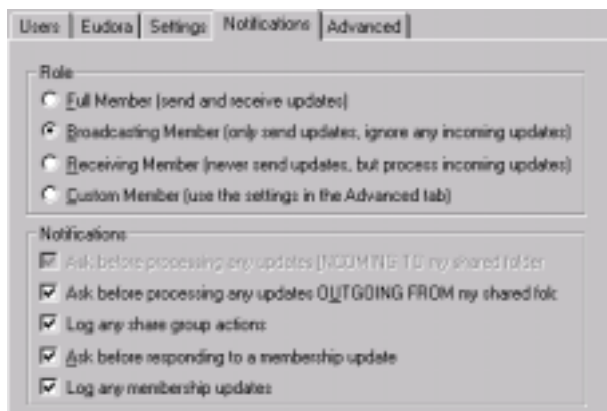 Users Eudora Settings Notifications Advanced
Role
Full Member (send and receive updates)
Broadcasting Member (only send updates, ignore any incoming updates)
Receiving Member (never send updates, but process incoming updates)
Custom Member (use the settings in the Advanced tab)
Notifications
Ask before processing any updates INCOMING TO my shared folder
Ask before processing any updates OUTGOING FROM my shared folc
Log any share group actions
Ask before responding to a membership update
Log any membership updates